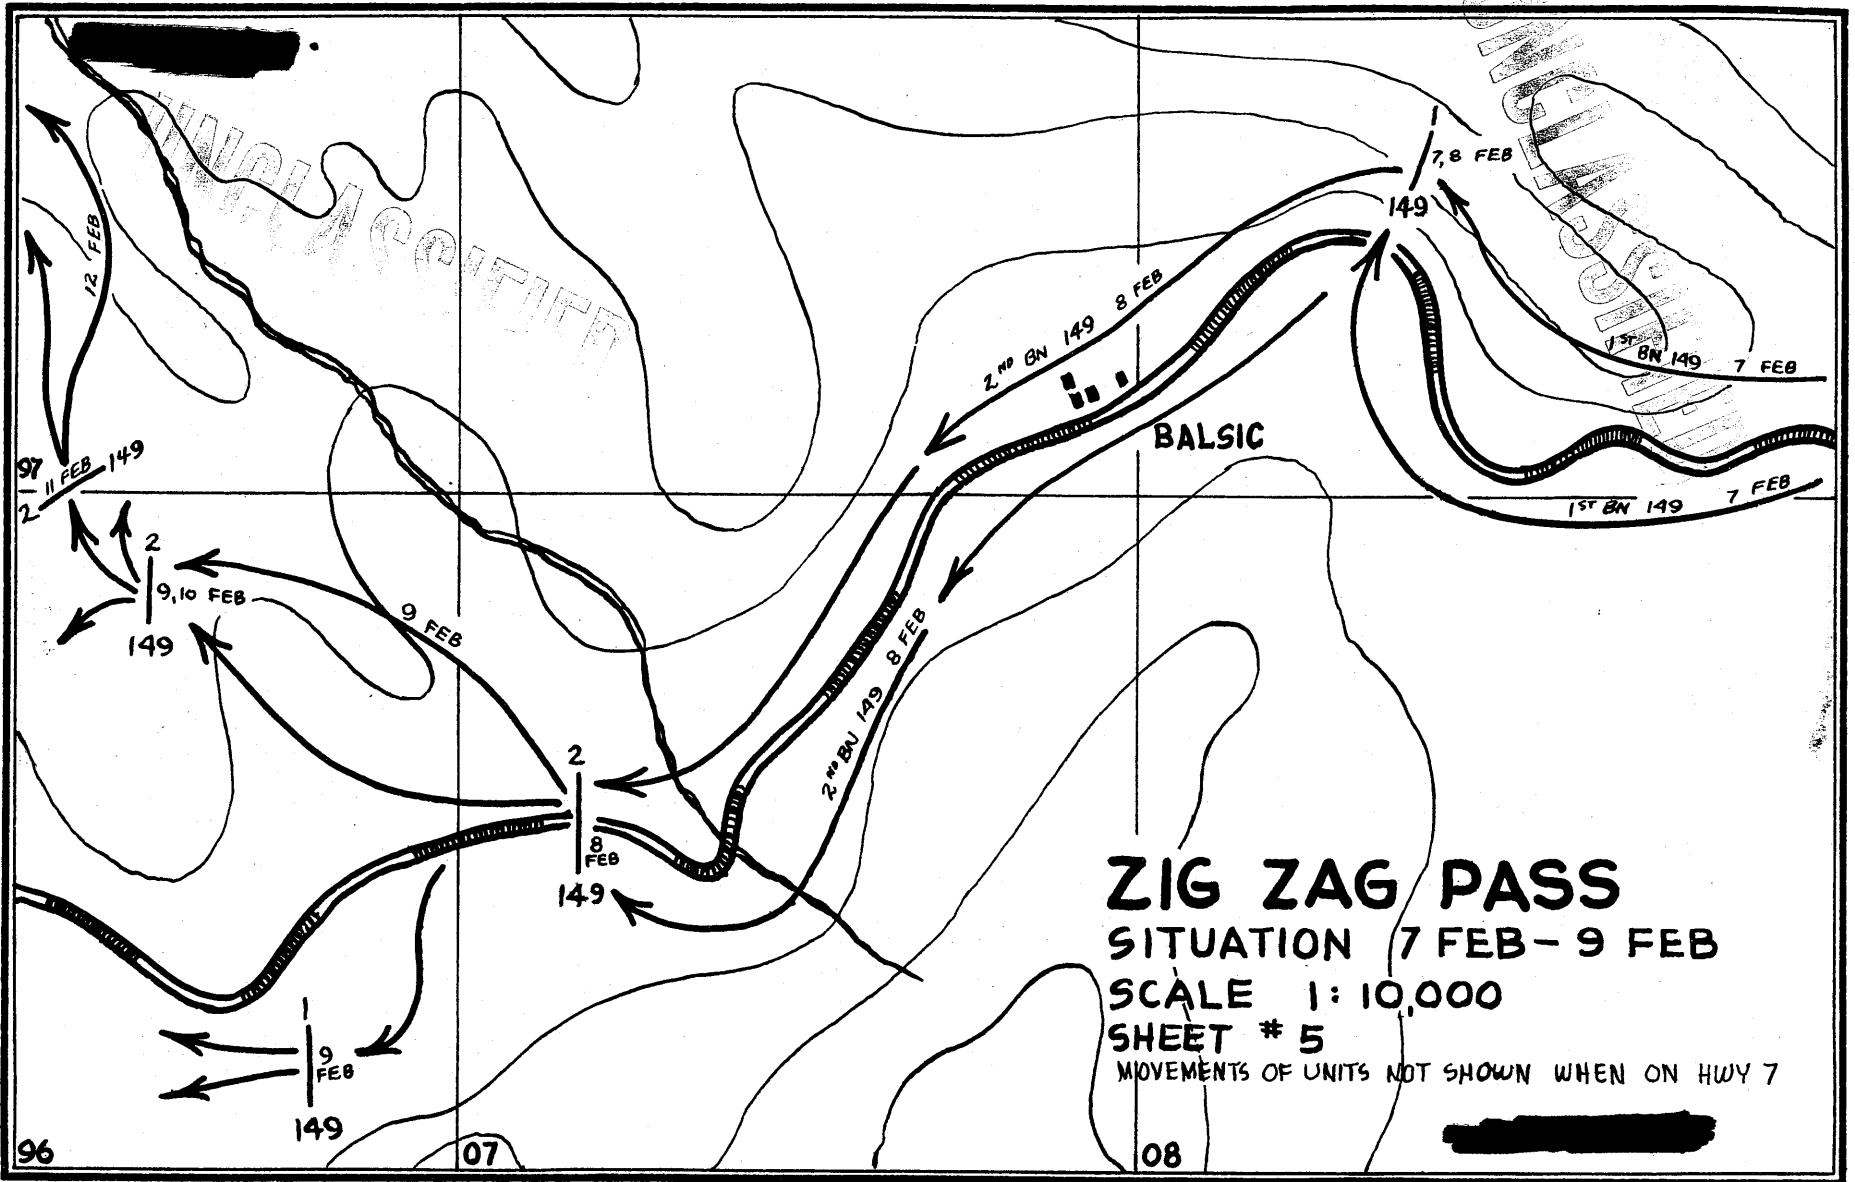 UNCLASSIFIED
UNCLASSIFIED
1
7, 8 FEB
149
12 FEB
2ND BN 149 8 FEB
1ST BN 149 7 FEB
BALSIC
97
2 11 FEB 149
1ST BN 149 7 FEB
2
9,10 FEB
149
9 FEB
2ND BN 149 8 FEB
2
8
FEB
149
ZIG ZAG PASS
SITUATION 7 FEB - 9 FEB
SCALE 1: 10,000
SHEET # 5
MOVEMENTS OF UNITS NOT SHOWN WHEN ON HWY 7
1
9
FEB
149
96
07
08